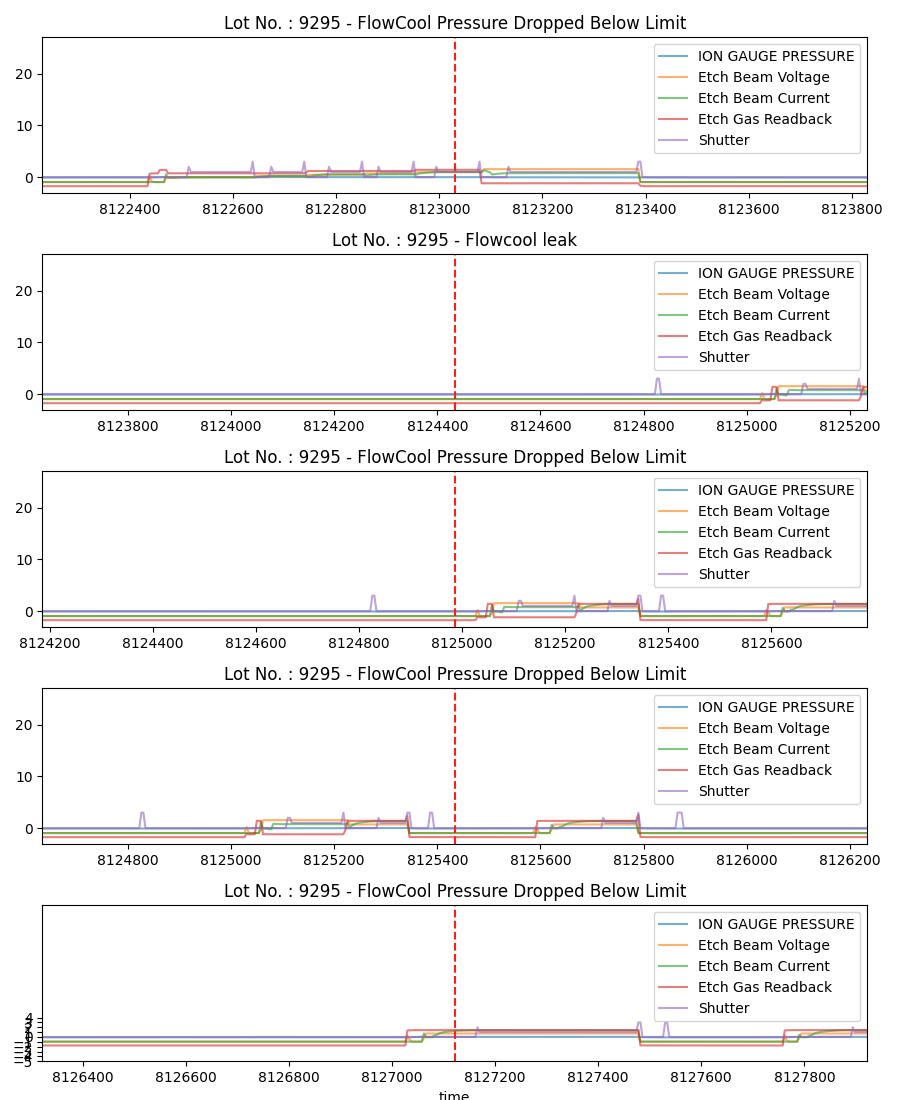 Lot No. : 9295 - FlowCool Pressure Dropped Below Limit
20
10
0
ION GAUGE PRESSURE
Etch Beam Voltage
Etch Beam Current
Etch Gas Readback
Shutter
8122400 8122600 8122800 8123000 8123200 8123400 8123600 8123800
Lot No. : 9295 - Flowcool leak
20
10
0
ION GAUGE PRESSURE
Etch Beam Voltage
Etch Beam Current
Etch Gas Readback
Shutter
8123800 8124000 8124200 8124400 8124600 8124800 8125000 8125200
Lot No. : 9295 - FlowCool Pressure Dropped Below Limit
20
10
0
ION GAUGE PRESSURE
Etch Beam Voltage
Etch Beam Current
Etch Gas Readback
Shutter
8124200 8124400 8124600 8124800 8125000 8125200 8125400 8125600
Lot No. : 9295 - FlowCool Pressure Dropped Below Limit
20
10
0
ION GAUGE PRESSURE
Etch Beam Voltage
Etch Beam Current
Etch Gas Readback
Shutter
8124800 8125000 8125200 8125400 8125600 8125800 8126000 8126200
Lot No. : 9295 - FlowCool Pressure Dropped Below Limit
4
−5
ION GAUGE PRESSURE
Etch Beam Voltage
Etch Beam Current
Etch Gas Readback
Shutter
8126400 8126600 8126800 8127000 8127200 8127400 8127600 8127800
time